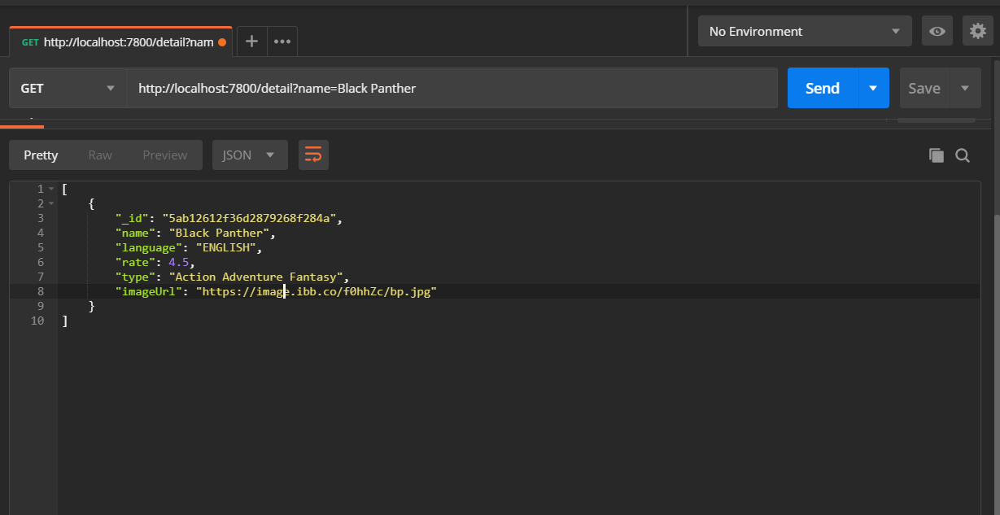 GET http://localhost:7800/detail?nam
No Environment
GET http://localhost:7800/detail?name=Black Panther Send Save
Pretty Raw Preview JSON
1 [
2 {
3 "_id": "5ab12612f36d2879268f284a",
4 "name": "Black Panther",
5 "language": "ENGLISH",
6 "rate": 4.5,
7 "type": "Action Adventure Fantasy",
8 "imageUrl": "https://image.ibb.co/f0hhZc/bp.jpg"
9 }
10 ]